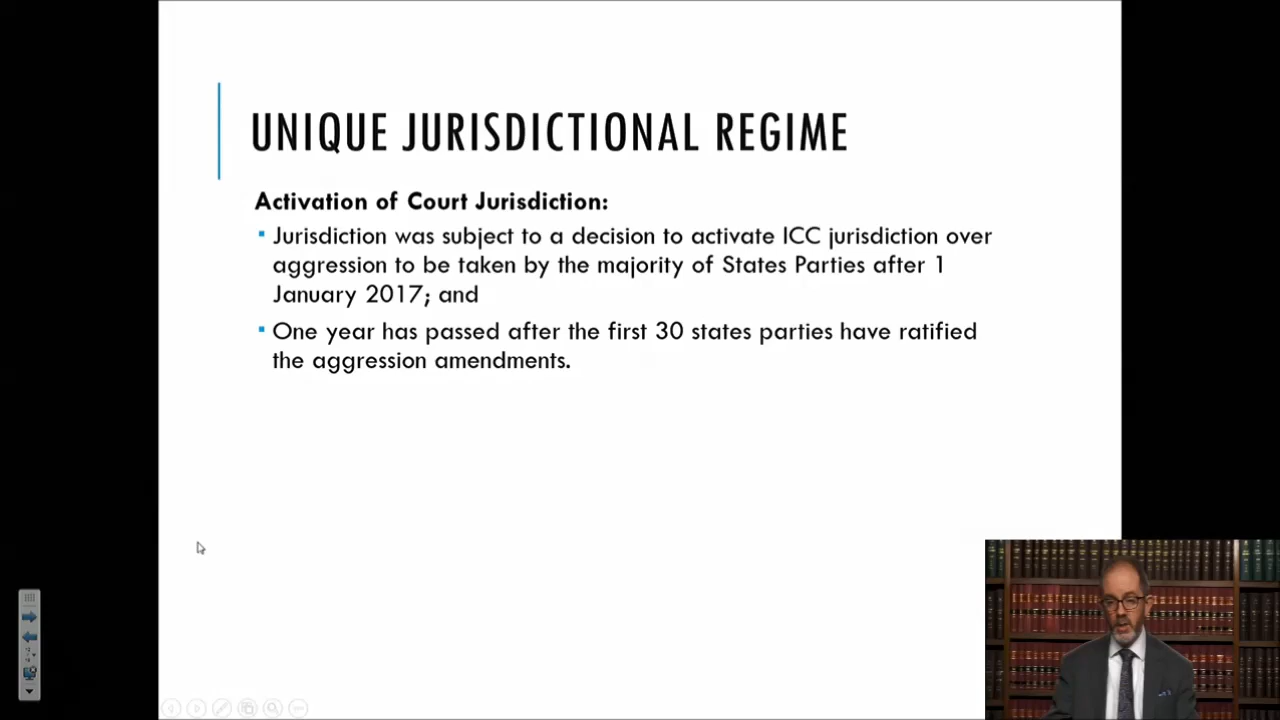 UNIQUE JURISDICTIONAL REGIME
Activation of Court Jurisdiction:
Jurisdiction was subject to a decision to activate ICC jurisdiction over
aggression to be taken by the majority of States Parties after 1
January 2017; and
One year has passed after the first 30 states parties have ratified
the aggression amendments.